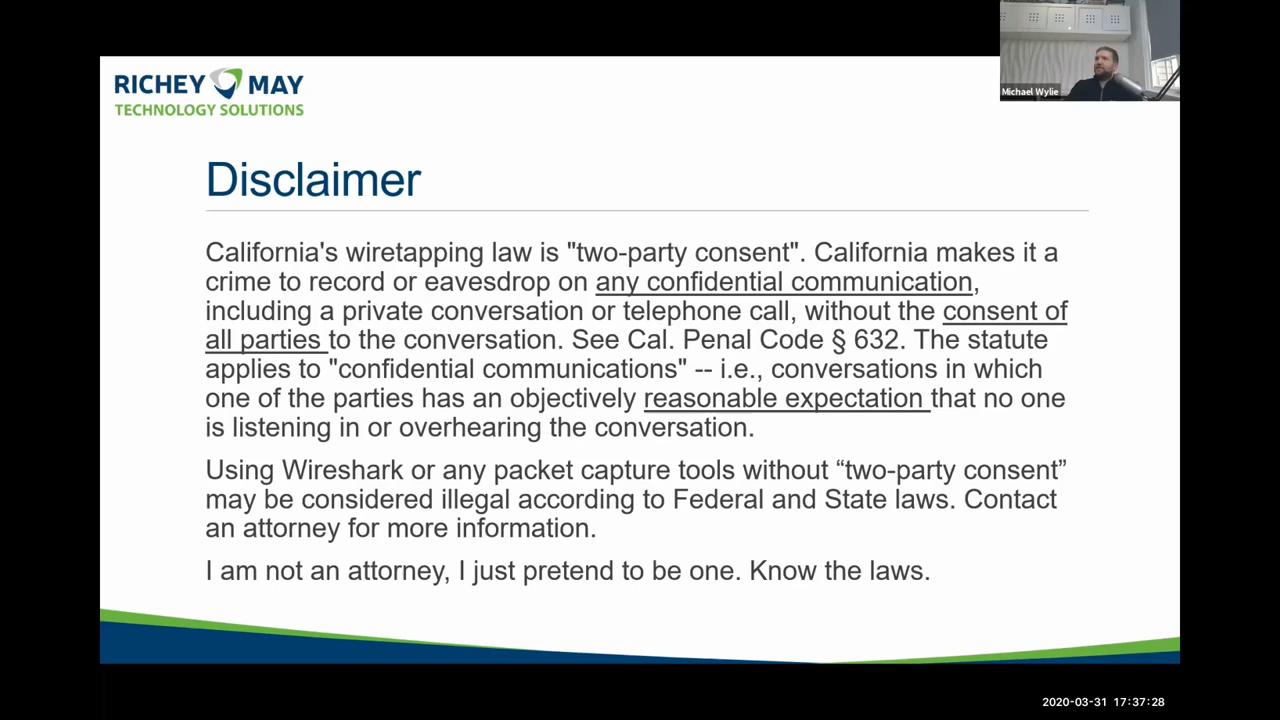 RICHEY MAY
TECHNOLOGY SOLUTIONS
Michael Wylie
Disclaimer
California's wiretapping law is "two-party consent". California makes it a
crime to record or eavesdrop on any confidential communication,
including a private conversation or telephone call, without the consent of
all parties to the conversation. See Cal. Penal Code § 632. The statute
applies to "confidential communications" -- i.e., conversations in which
one of the parties has an objectively reasonable expectation that no one
is listening in or overhearing the conversation.
Using Wireshark or any packet capture tools without “two-party consent”
may be considered illegal according to Federal and State laws. Contact
an attorney for more information.
I am not an attorney, I just pretend to be one. Know the laws.
2020-03-31 17:37:28